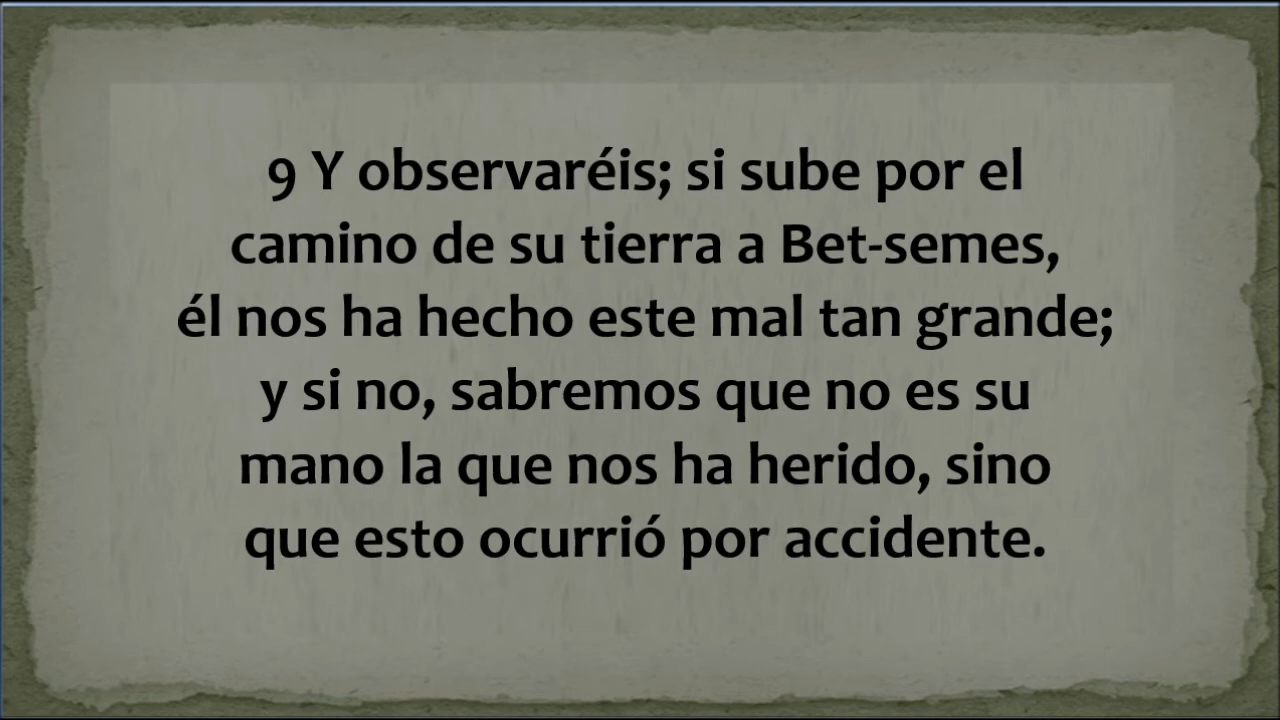 9 Y observaréis; si sube por el
camino de su tierra a Bet-semes,
él nos ha hecho este mal tan grande;
y si no, sabremos que no es su
mano la que nos ha herido, sino
que esto ocurrió por accidente.